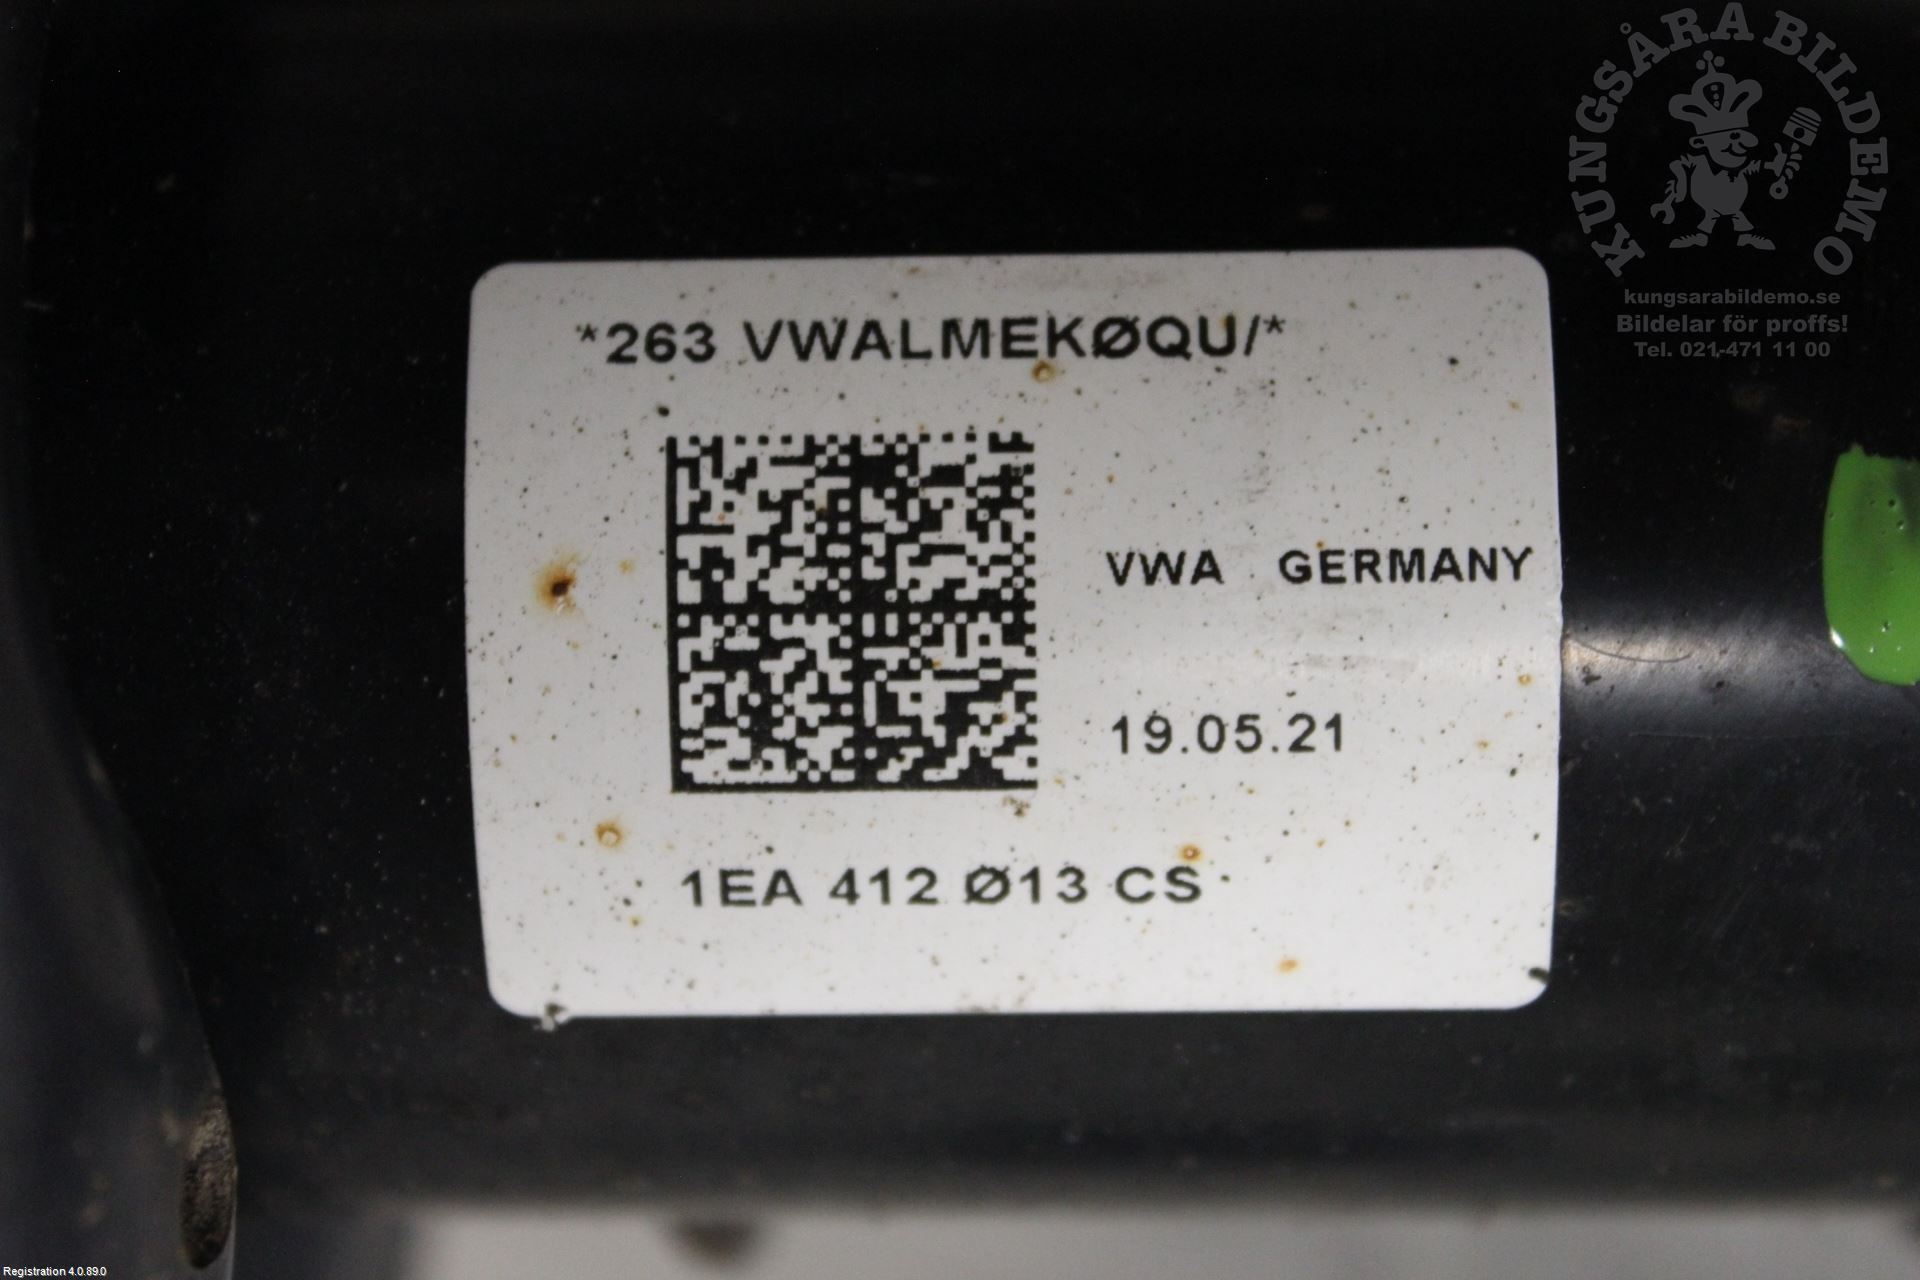 KUNGSÅRA BILDEMO
kungsarabildemo.se
Bildelar för proffs!
Tel. 021-471 11 00
*263 VWALMEKØQU/*
VWA GERMANY
19.05.21
1EA 412 Ø13 CS
Registration 4.0.89.0